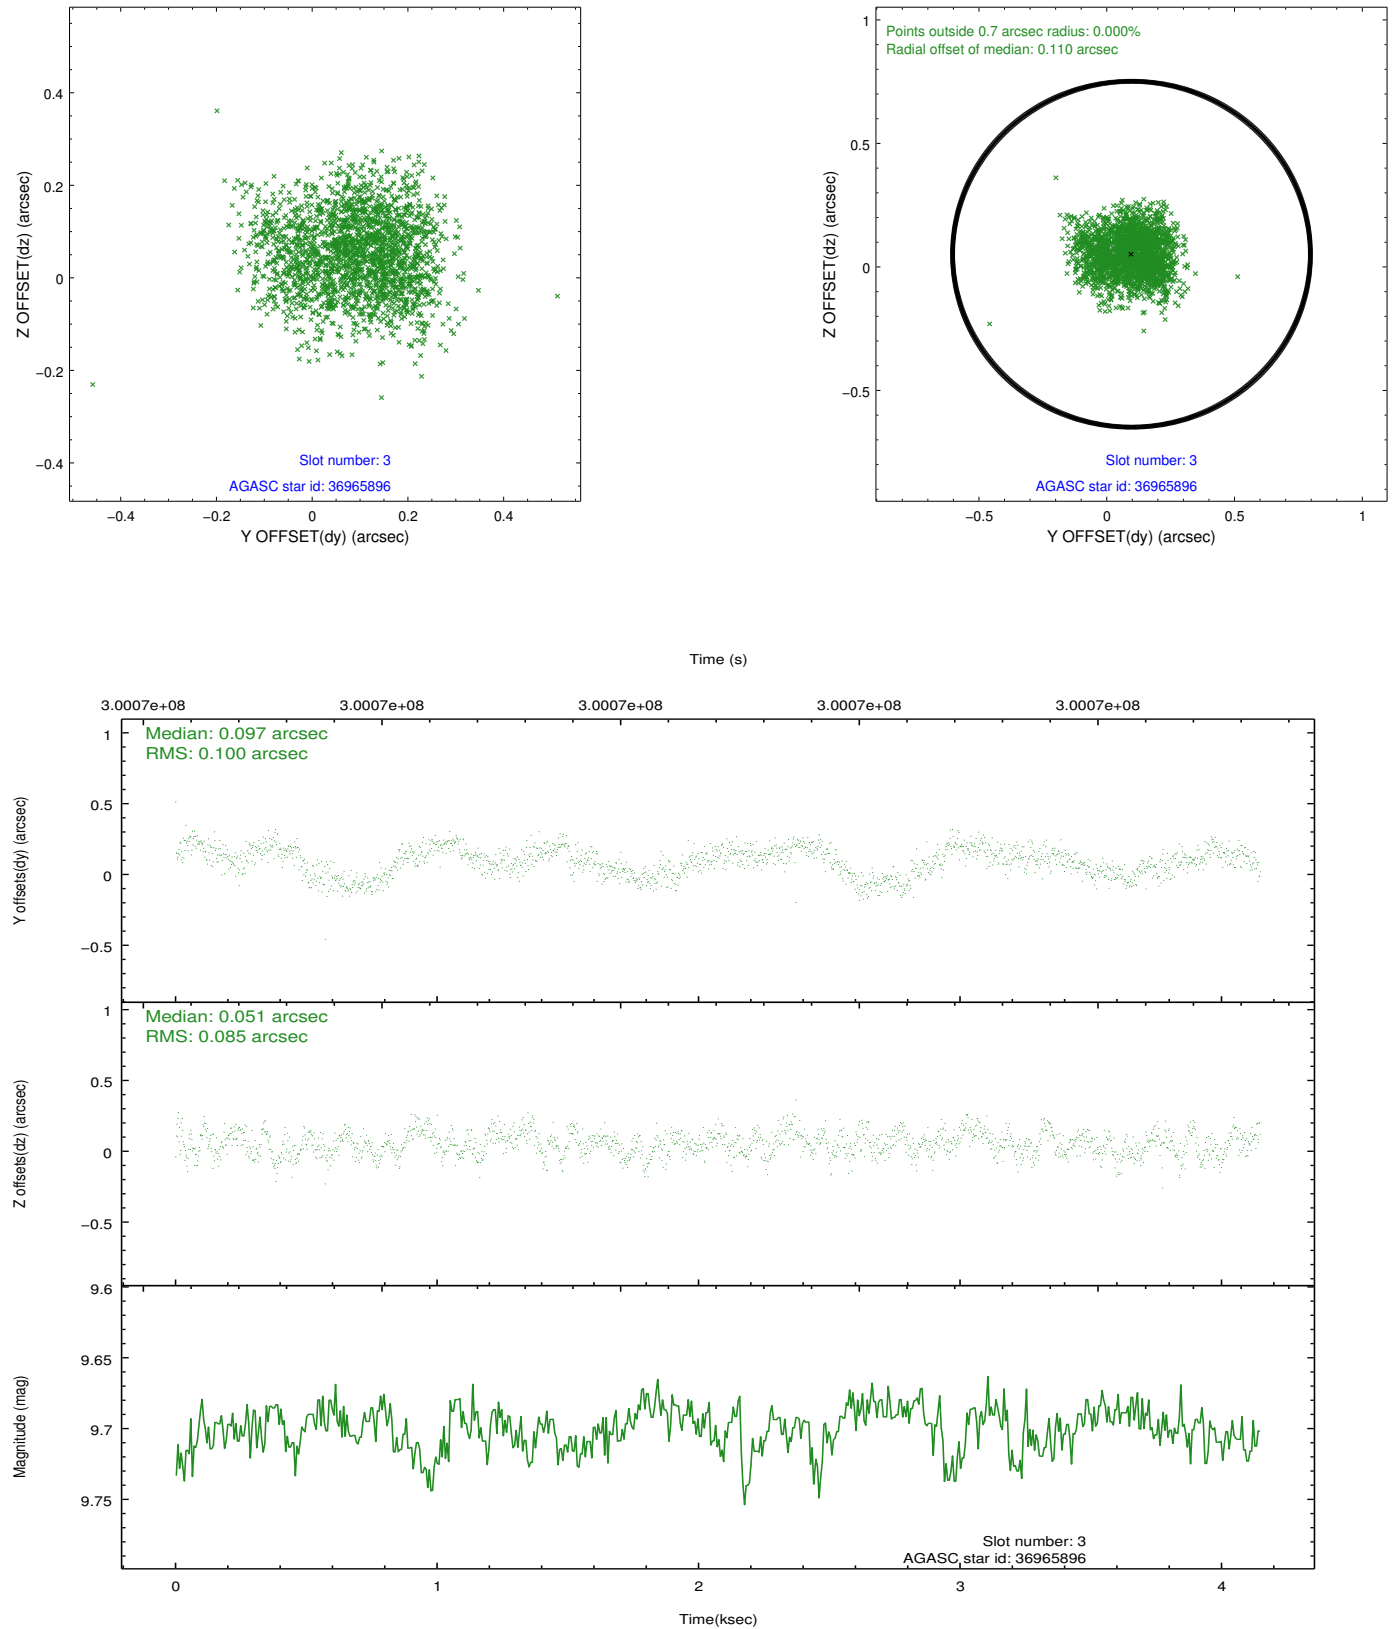 0.4
0.2
0
−0.2
−0.4
Z OFFSET(dz) (arcsec)
Slot number: 3
AGASC star id: 36965896
−0.4 −0.2 0 0.2 0.4
Y OFFSET(dy) (arcsec)
Points outside 0.7 arcsec radius: 0.000%
Radial offset of median: 0.110 arcsec
1
0.5
0
−0.5
Z OFFSET(dz) (arcsec)
Slot number: 3
AGASC star id: 36965896
−0.5 0 0.5 1
Y OFFSET(dy) (arcsec)
Time (s)
3.0007e+08 3.0007e+08 3.0007e+08 3.0007e+08 3.0007e+08
Median: 0.097 arcsec
RMS: 0.100 arcsec
1
0.5
0
−0.5
Y offsets(dy) (arcsec)
Median: 0.051 arcsec
RMS: 0.085 arcsec
1
0.5
0
−0.5
Z offsets(dz) (arcsec)
9.6
9.65
9.7
9.75
Magnitude (mag)
Slot number: 3
AGASC star id: 36965896
0 1 2 3 4
Time(ksec)